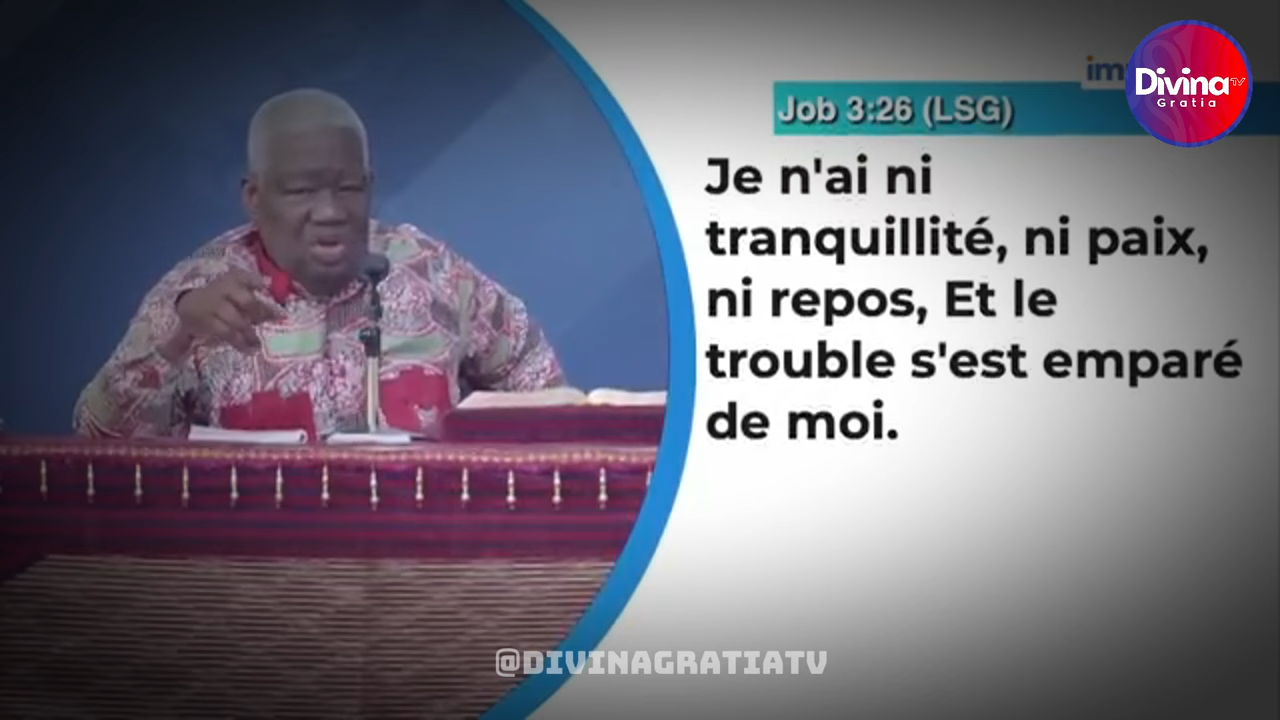 Divina TV
Gratia
Job 3:26 (LSG)
Je n'ai ni
tranquillité, ni paix,
ni repos, Et le
trouble s'est emparé
de moi.
@DIVINAGRATIATV